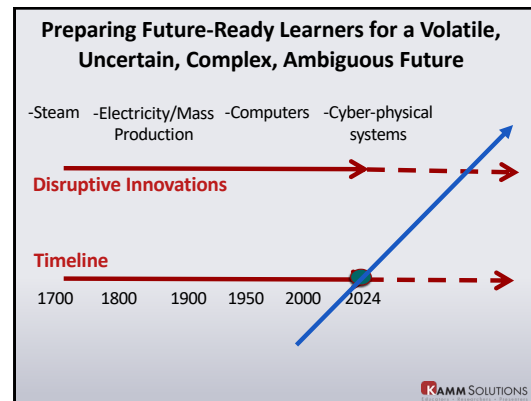 Preparing Future-Ready Learners for a Volatile,
Uncertain, Complex, Ambiguous Future
-Steam -Electricity/Mass -Computers -Cyber-physical
Production systems
Disruptive Innovations
Timeline
1700 1800 1900 1950 2000 2024
KAMM SOLUTIONS